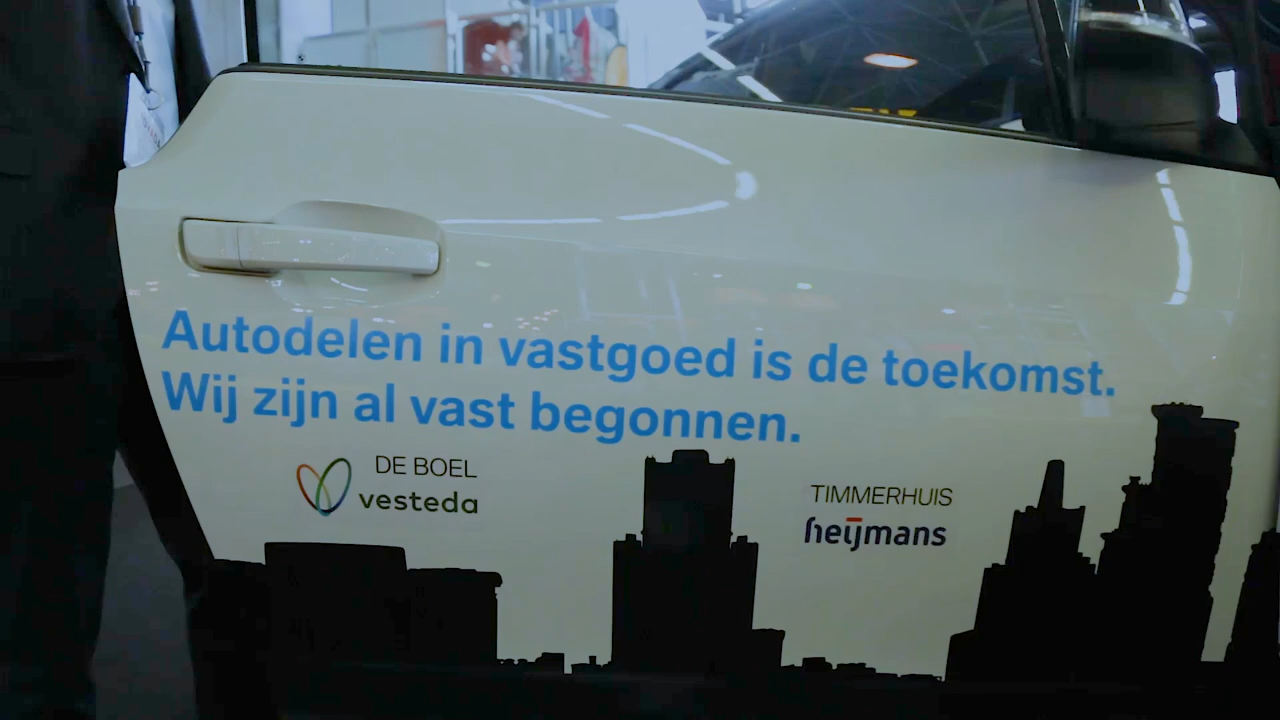 Autodelen in vastgoed is de toekomst.
Wij zijn al vast begonnen.
DE BOEL
vesteda
TIMMERHUIS
heijmans